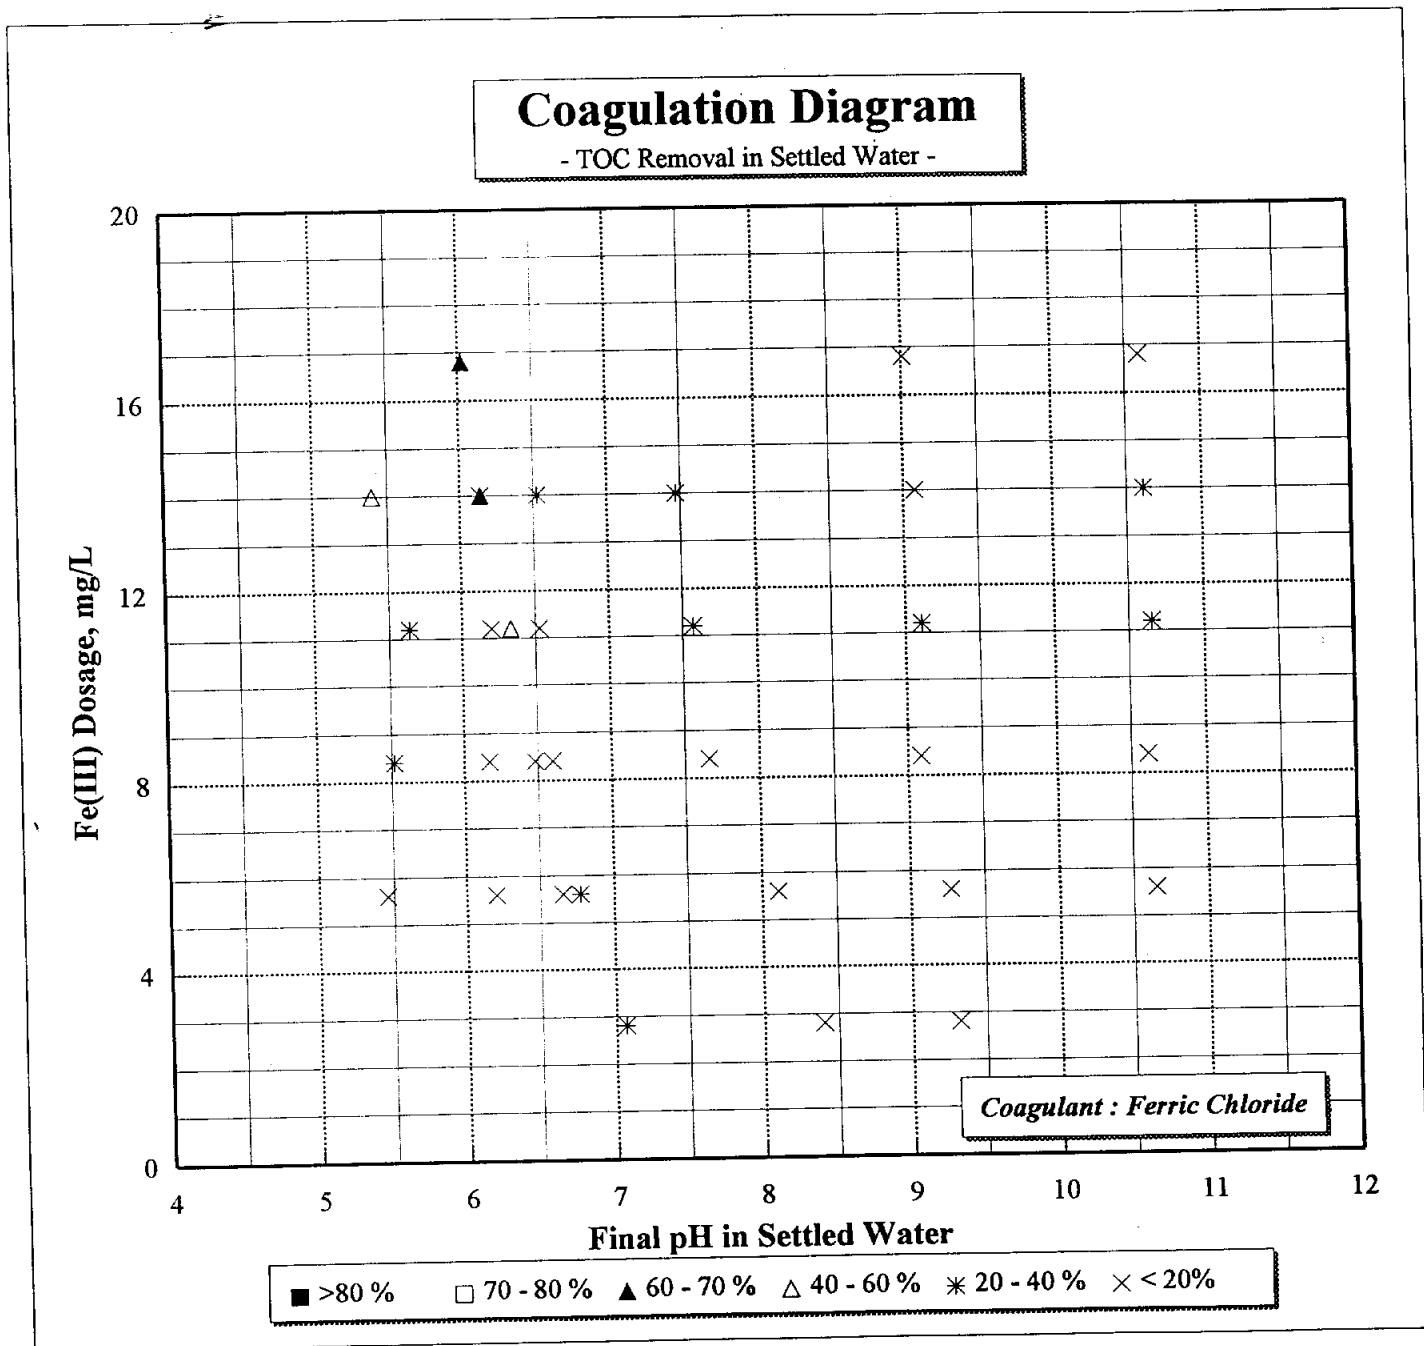 Coagulation Diagram
- TOC Removal in Settled Water -
20
16
12
8
4
0
Fe(III) Dosage, mg/L
4 5 6 7 8 9 10 11 12
Final pH in Settled Water
Coagulant : Ferric Chloride
>80 % 70 - 80 % 60 - 70 % 40 - 60 % 20 - 40 % < 20%